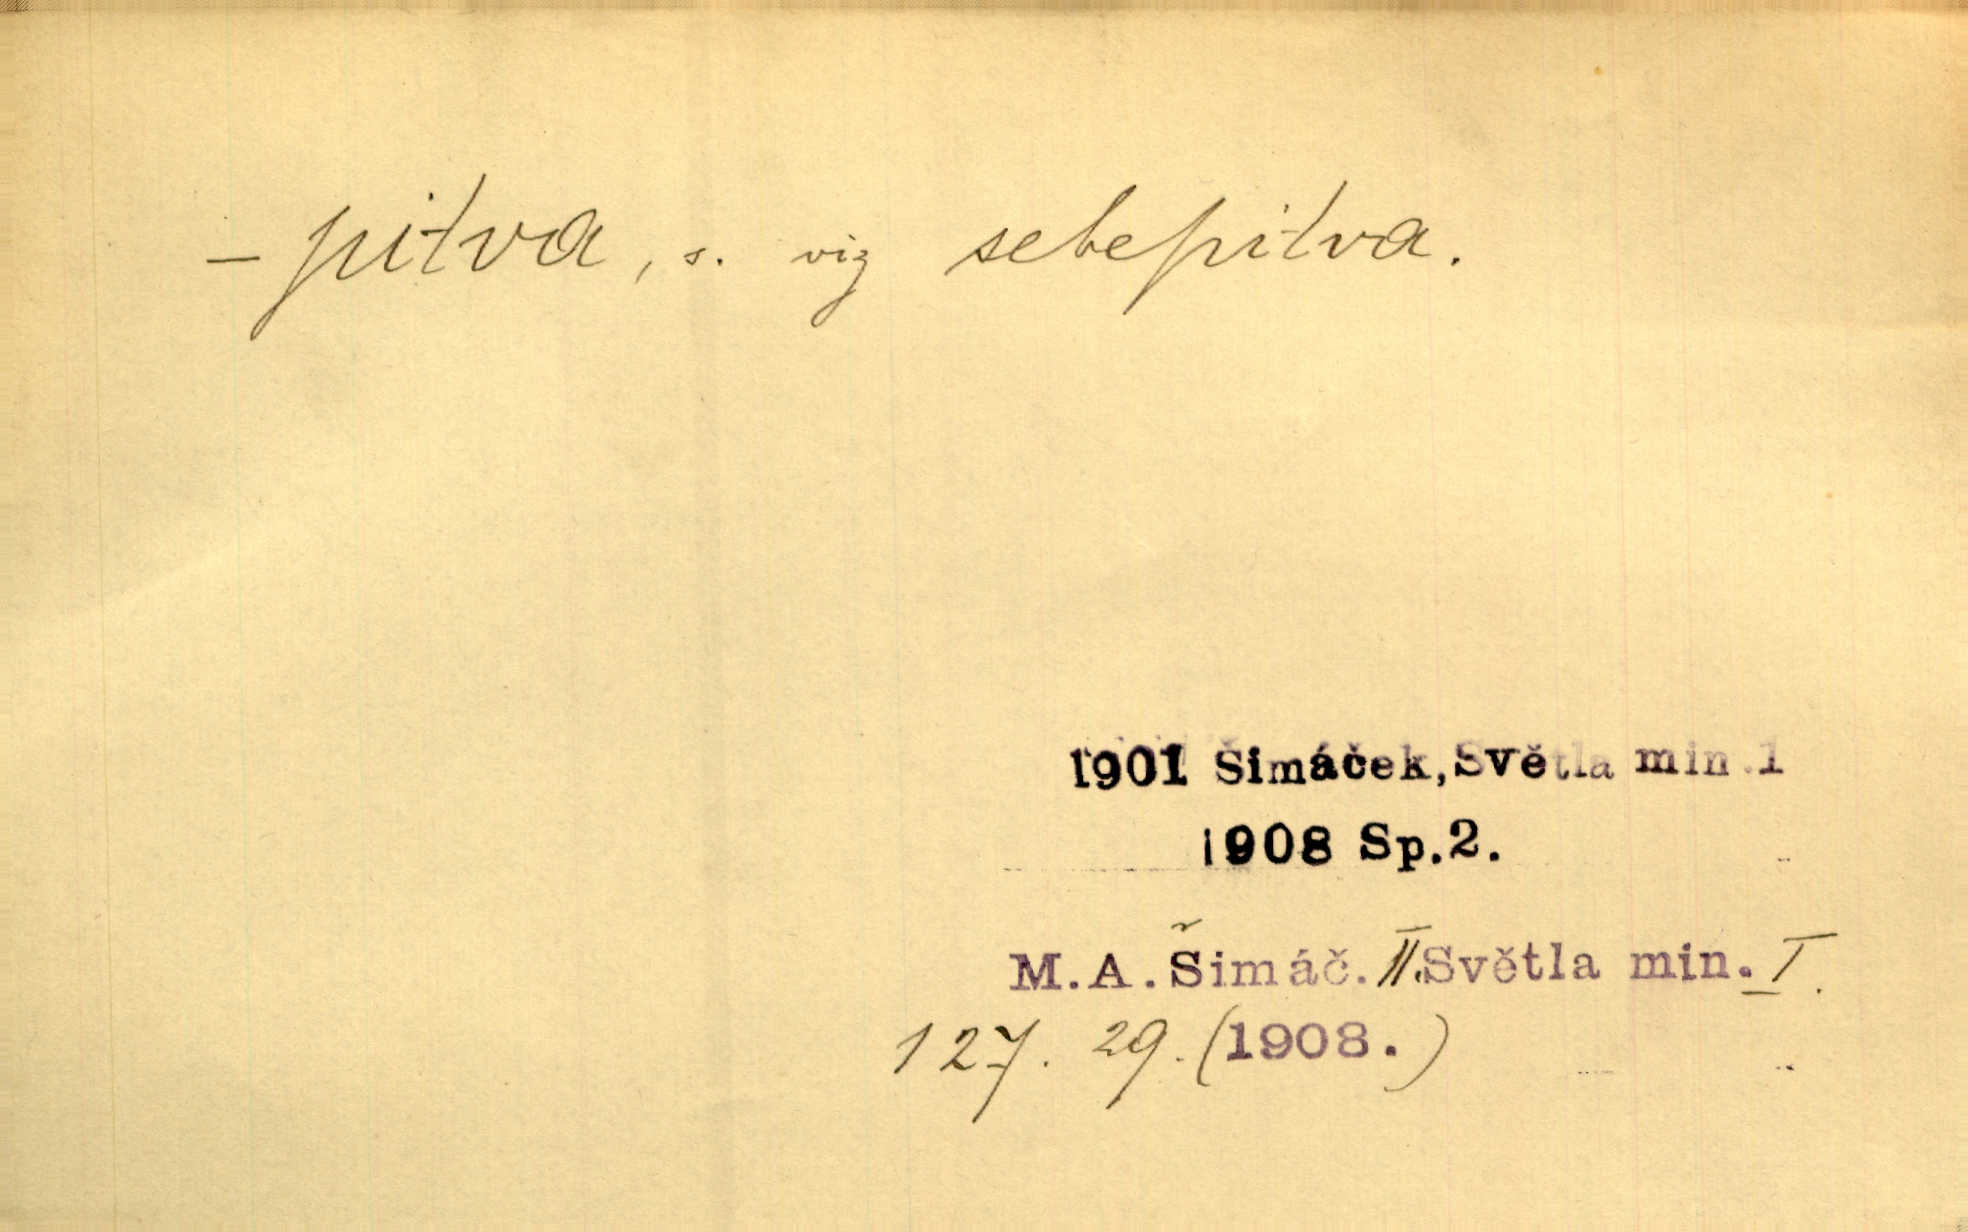 – pitva, s. viz sebepitva.
1901 Šimáček, Světla min.1
1908 Sp.2.
M.A.Šimáč. II.Světla min. I.
127. 29. (1908.)